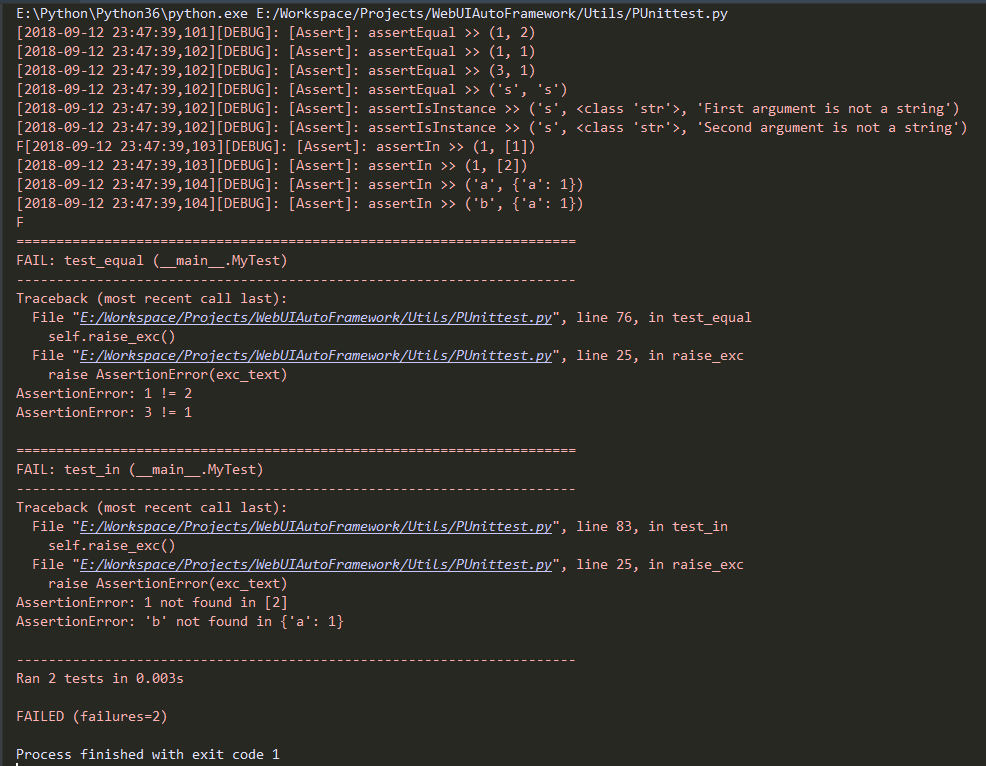 E:\Python\Python36\python.exe E:/Workspace/Projects/WebUIAutoFramework/Utils/PUnittest.py
[2018-09-12 23:47:39,101][DEBUG]: [Assert]: assertEqual >> (1, 2)
[2018-09-12 23:47:39,102][DEBUG]: [Assert]: assertEqual >> (1, 1)
[2018-09-12 23:47:39,102][DEBUG]: [Assert]: assertEqual >> (3, 1)
[2018-09-12 23:47:39,102][DEBUG]: [Assert]: assertEqual >> ('s', 's')
[2018-09-12 23:47:39,102][DEBUG]: [Assert]: assertIsInstance >> ('s', <class 'str'>, 'First argument is not a string')
[2018-09-12 23:47:39,102][DEBUG]: [Assert]: assertIsInstance >> ('s', <class 'str'>, 'Second argument is not a string')
F[2018-09-12 23:47:39,103][DEBUG]: [Assert]: assertIn >> (1, [1])
[2018-09-12 23:47:39,103][DEBUG]: [Assert]: assertIn >> (1, [2])
[2018-09-12 23:47:39,104][DEBUG]: [Assert]: assertIn >> ('a', {'a': 1})
[2018-09-12 23:47:39,104][DEBUG]: [Assert]: assertIn >> ('b', {'a': 1})
F
======================================================================
FAIL: test_equal (__main__.MyTest)
----------------------------------------------------------------------
Traceback (most recent call last):
  File "E:/Workspace/Projects/WebUIAutoFramework/Utils/PUnittest.py", line 76, in test_equal
    self.raise_exc()
  File "E:/Workspace/Projects/WebUIAutoFramework/Utils/PUnittest.py", line 25, in raise_exc
    raise AssertionError(exc_text)
AssertionError: 1 != 2
AssertionError: 3 != 1

======================================================================
FAIL: test_in (__main__.MyTest)
----------------------------------------------------------------------
Traceback (most recent call last):
  File "E:/Workspace/Projects/WebUIAutoFramework/Utils/PUnittest.py", line 83, in test_in
    self.raise_exc()
  File "E:/Workspace/Projects/WebUIAutoFramework/Utils/PUnittest.py", line 25, in raise_exc
    raise AssertionError(exc_text)
AssertionError: 1 not found in [2]
AssertionError: 'b' not found in {'a': 1}

----------------------------------------------------------------------
Ran 2 tests in 0.003s

FAILED (failures=2)

Process finished with exit code 1